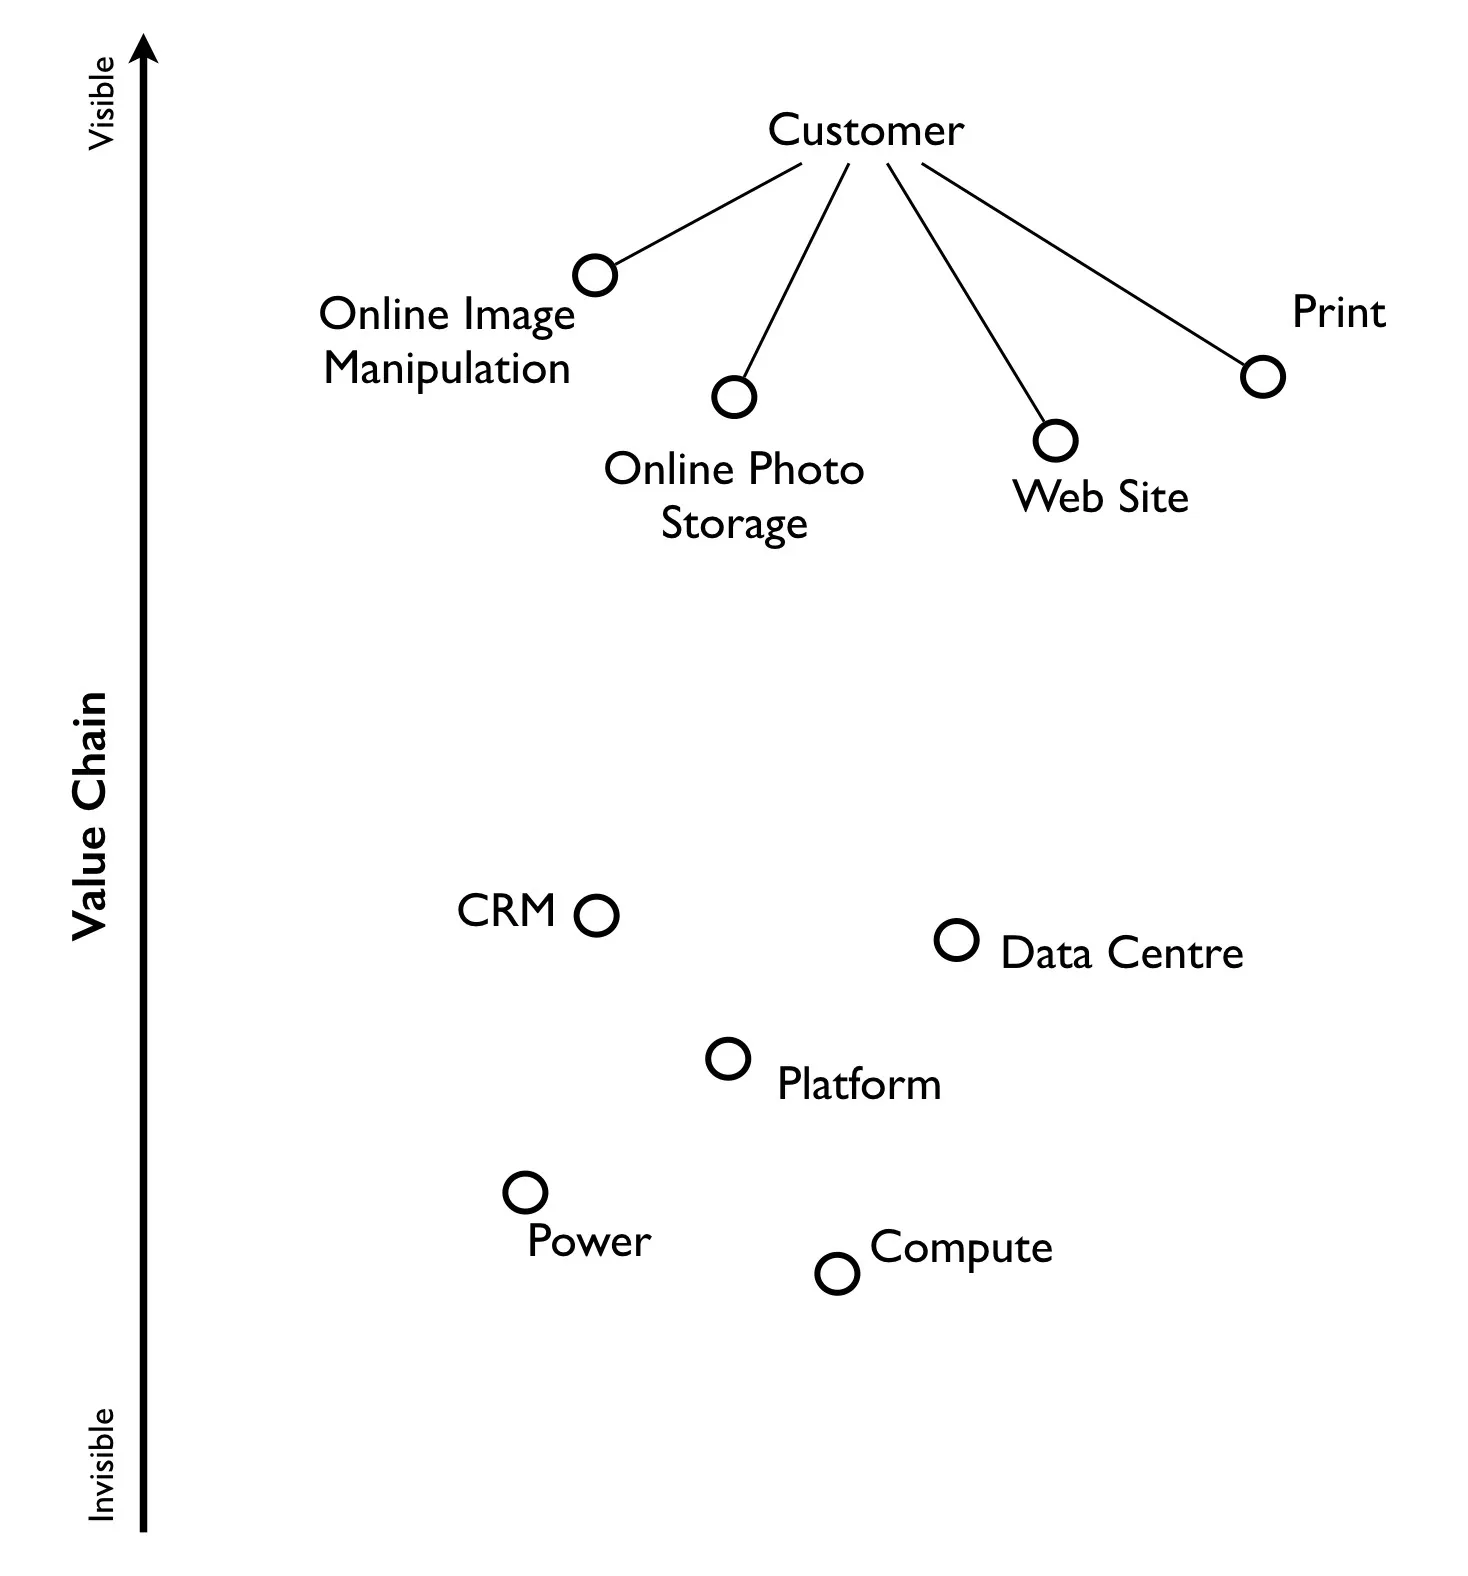 Visible
Customer
Online Image
Manipulation
Print
Online Photo
Storage
Web Site
Value Chain
CRM
Data Centre
Platform
Power
Compute
Invisible